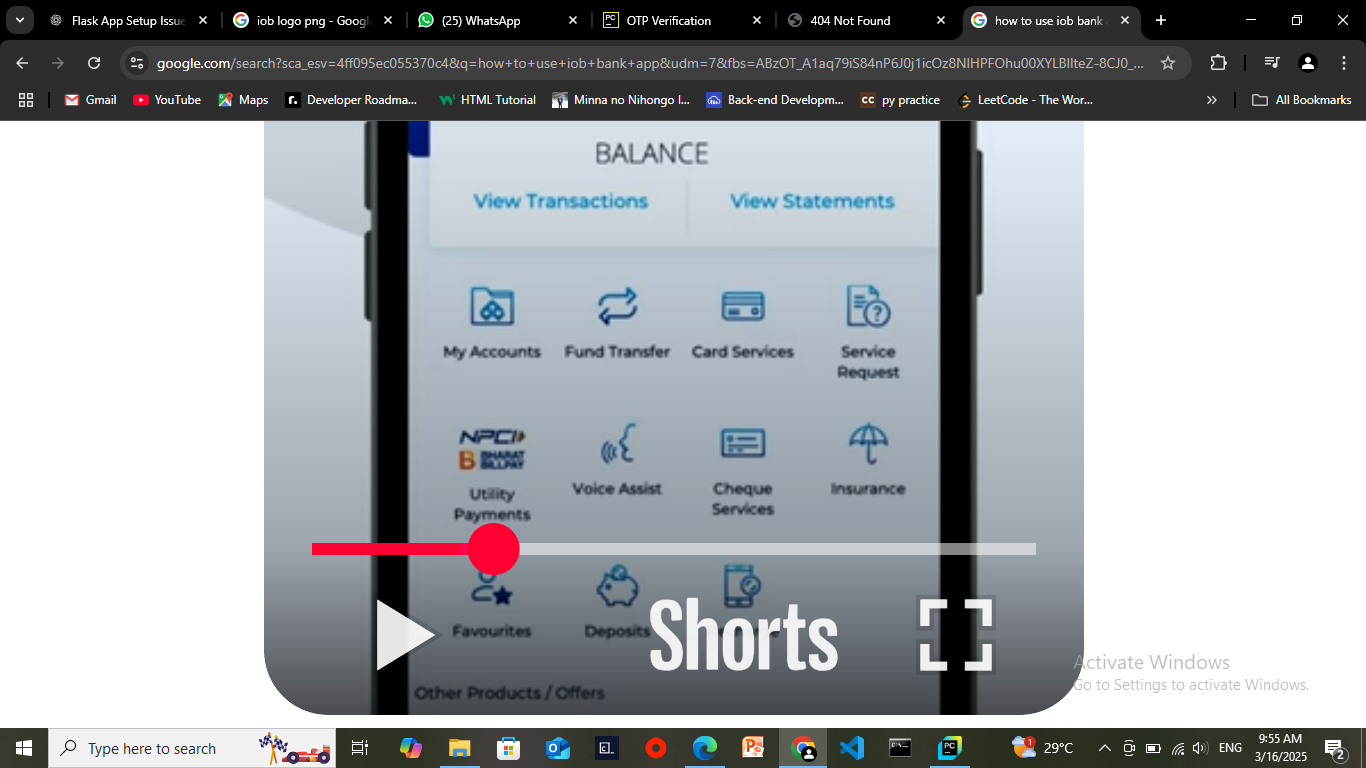 Flask App Setup Issue
iob logo png - Google
(25) WhatsApp
OTP Verification
404 Not Found
how to use iob bank
google.com/search?sca_esv=4ff095ec055370c4&q=how+to+use+iob+bank+app&udm=7&fbs=ABzOT_A1aq79iS84nP6J0j1icOz8NIHPFOhu00XYLBIlteZ-8CJ0_...
Gmail
YouTube
Maps
Developer Roadma...
HTML Tutorial
Minna no Nihongo I...
Back-end Developm...
CC py practice
LeetCode - The Wor...
All Bookmarks
BALANCE
View Transactions
View Statements
My Accounts
Fund Transfer
Card Services
Service
Request
NPCI
B BHARAT
BILLPAY
Utility
Payments
Voice Assist
Cheque
Services
Insurance
Favourites
Deposits
Shorts
Other Products / Offers
Activate Windows
Go to Settings to activate Windows.
Type here to search
29°C
ENG
9:55 AM
3/16/2025
2